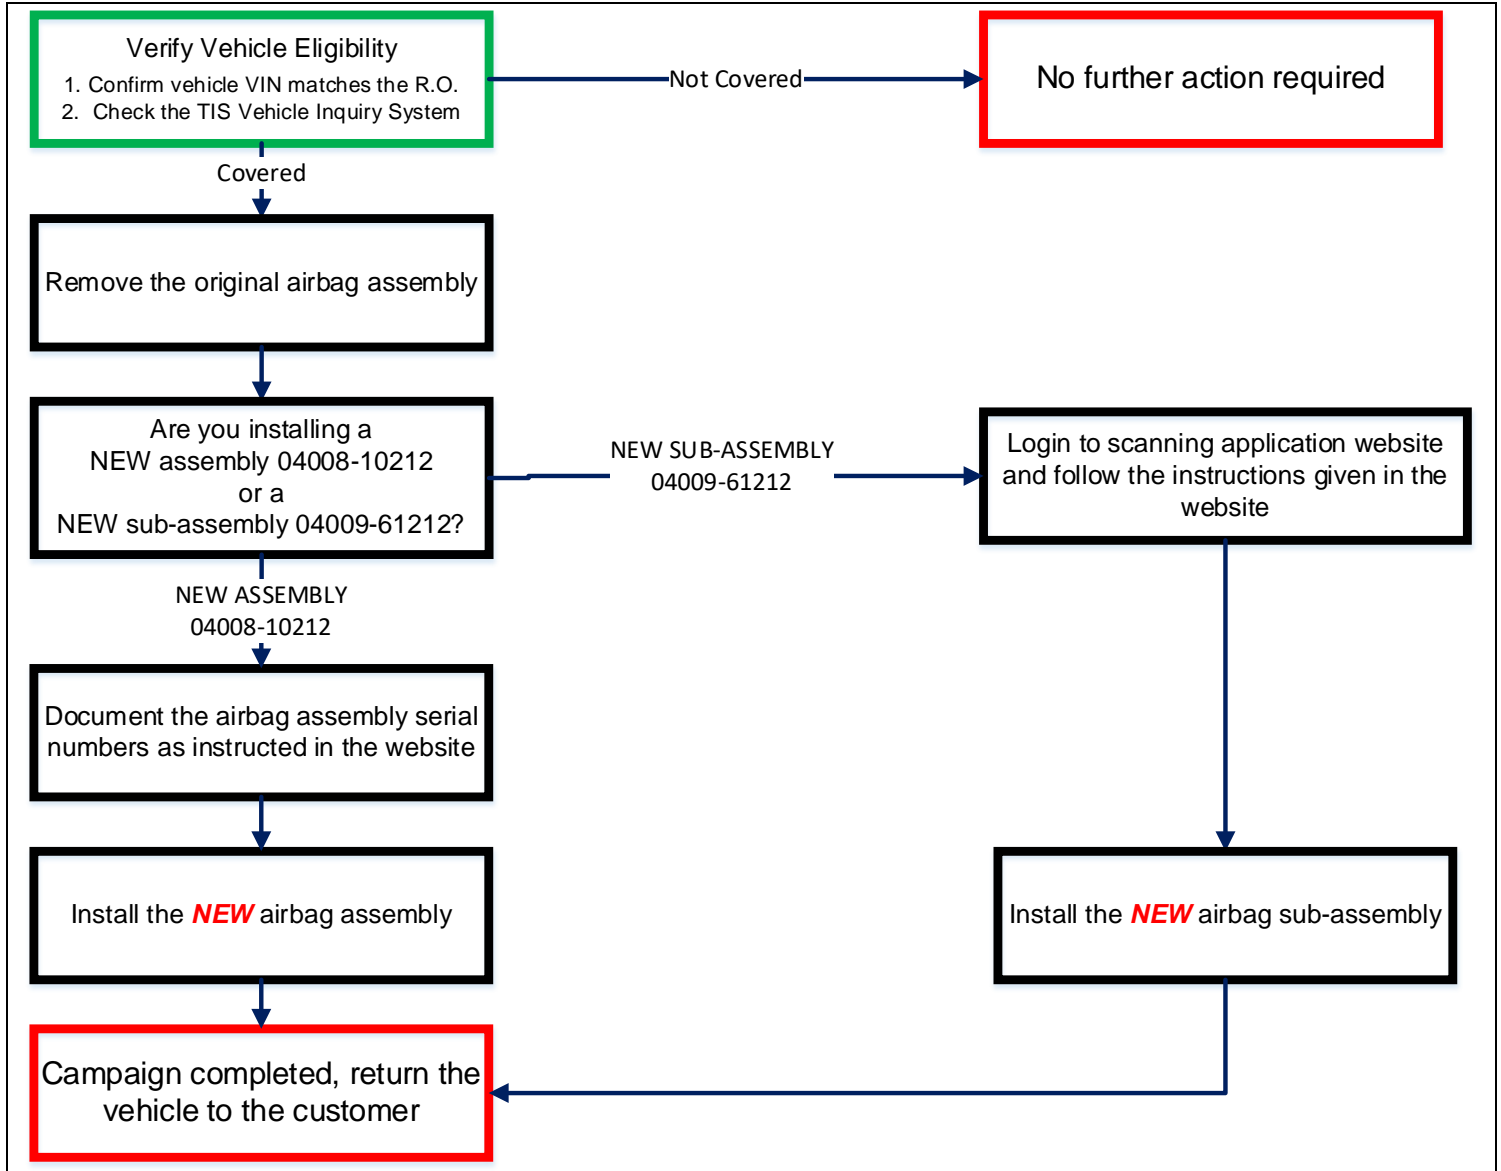 Verify Vehicle Eligibility
1. Confirm vehicle VIN matches the R.O.
2. Check the TIS Vehicle Inquiry System
Not Covered
No further action required
Covered
Remove the original airbag assembly
Are you installing a
NEW assembly 04008-10212
or a
NEW sub-assembly 04009-61212?
NEW SUB-ASSEMBLY
04009-61212
Login to scanning application website
and follow the instructions given in the
website
NEW ASSEMBLY
04008-10212
Document the airbag assembly serial
numbers as instructed in the website
Install the NEW airbag assembly
Install the NEW airbag sub-assembly
Campaign completed, return the
vehicle to the customer